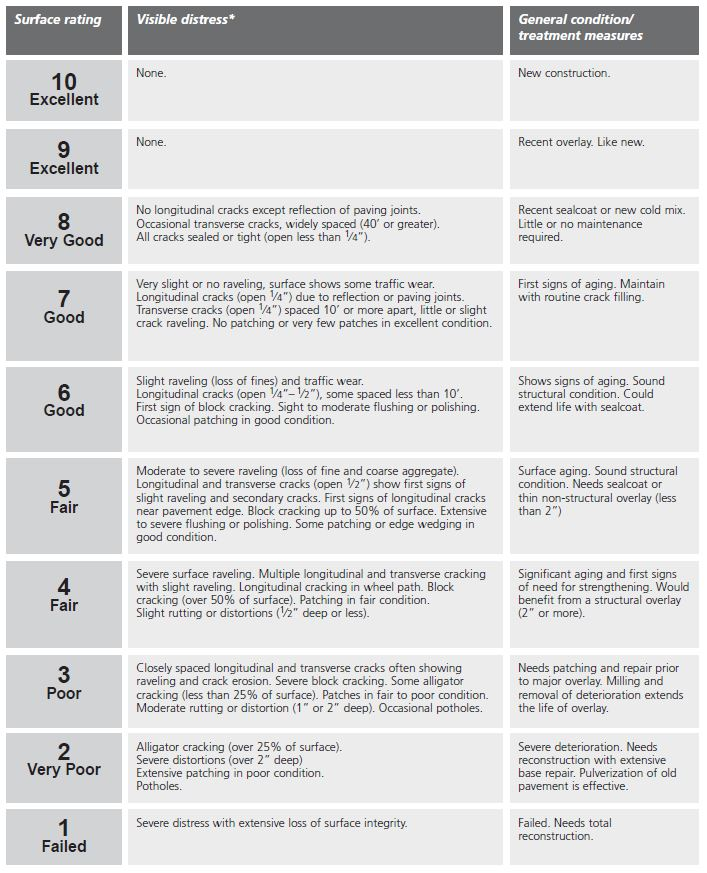 Surface rating
Visible distress*
General condition/
treatment measures
10
Excellent
None.
New construction.
9
Excellent
None.
Recent overlay. Like new.
8
Very Good
No longitudinal cracks except reflection of paving joints.
Occasional transverse cracks, widely spaced (40’ or greater).
All cracks sealed or tight (open less than 1⁄4”).
Recent sealcoat or new cold mix.
Little or no maintenance
required.
7
Good
Very slight or no raveling, surface shows some traffic wear.
Longitudinal cracks (open 1⁄4”) due to reflection or paving joints.
Transverse cracks (open 1⁄4”) spaced 10’ or more apart, little or slight
crack raveling. No patching or very few patches in excellent condition.
First signs of aging. Maintain
with routine crack filling.
6
Good
Slight raveling (loss of fines) and traffic wear.
Longitudinal cracks (open 1⁄4”–1⁄2”), some spaced less than 10’.
First sign of block cracking. Sight to moderate flushing or polishing.
Occasional patching in good condition.
Shows signs of aging. Sound
structural condition. Could
extend life with sealcoat.
5
Fair
Moderate to severe raveling (loss of fine and coarse aggregate).
Longitudinal and transverse cracks (open 1⁄2”) show first signs of
slight raveling and secondary cracks. First signs of longitudinal cracks
near pavement edge. Block cracking up to 50% of surface. Extensive
to severe flushing or polishing. Some patching or edge wedging in
good condition.
Surface aging. Sound structural
condition. Needs sealcoat or
thin non-structural overlay (less
than 2”)
4
Fair
Severe surface raveling. Multiple longitudinal and transverse cracking
with slight raveling. Longitudinal cracking in wheel path. Block
cracking (over 50% of surface). Patching in fair condition.
Slight rutting or distortions (1⁄2” deep or less).
Significant aging and first signs
of need for strengthening. Would
benefit from a structural overlay
(2” or more).
3
Poor
Closely spaced longitudinal and transverse cracks often showing
raveling and crack erosion. Severe block cracking. Some alligator
cracking (less than 25% of surface). Patches in fair to poor condition.
Moderate rutting or distortion (1” or 2” deep). Occasional potholes.
Needs patching and repair prior
to major overlay. Milling and
removal of deterioration extends
the life of overlay.
2
Very Poor
Alligator cracking (over 25% of surface).
Severe distortions (over 2” deep)
Extensive patching in poor condition.
Potholes.
Severe deterioration. Needs
reconstruction with extensive
base repair. Pulverization of old
pavement is effective.
1
Failed
Severe distress with extensive loss of surface integrity.
Failed. Needs total
reconstruction.